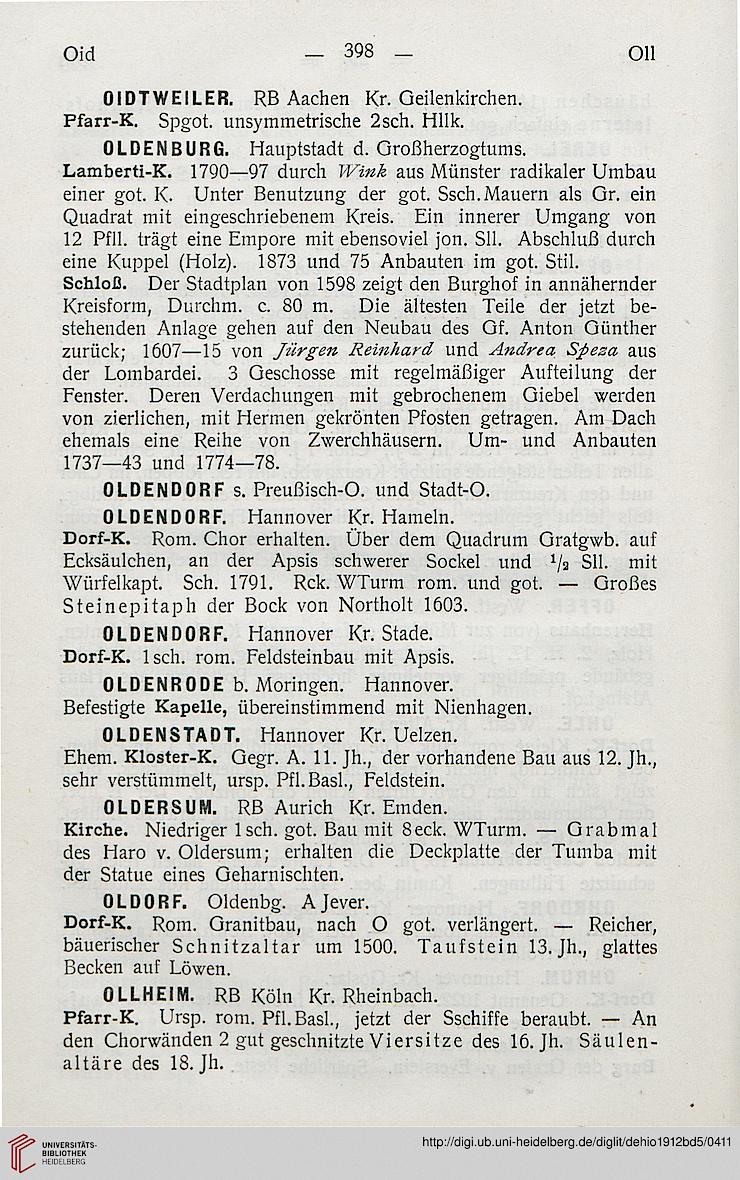 Oid — 398 — Oll
OIDTWEILER. RB Aachen Kr. Geilenkirchen.
Pfarr-K. Spgot. unsymmetrische 2sch. Hllk.
OLDENBURG. Hauptstadt d. Großherzogtums.
Lamberti-K. 1790—97 durch Wink aus Münster radikaler Umbau
einer got. K. Unter Benutzung der got. Ssch.Mauern als Gr. ein
Quadrat mit eingeschriebenem Kreis. Ein innerer Umgang von
12 Pfll. trägt eine Empore mit ebensoviel jon. Sll. Abschluß durch
eine Kuppel (Holz). 1873 und 75 Anbauten im got. Stil.
Schloß. Der Stadtplan von 1598 zeigt den Burghof in annähernder
Kreisform, Durchm. c. 80 m. Die ältesten Teile der jetzt be-
stehenden Anlage gehen auf den Neubau des Gf. Anton Günther
zurück; 1607—15 von Jürgen Reinhard und Andrea Speza aus
der Lombardei. 3 Geschosse mit regelmäßiger Aufteilung der
Fenster. Deren Verdachungen mit gebrochenem Giebel werden
von zierlichen, mit Hermen gekrönten Pfosten getragen. Am Dach
ehemals eine Reihe von Zwerchhäusern. Um- und Anbauten
1737—43 und 1774—78.
OLDENDORF s. Preußisch-O. und Stadt-O.
OLDENDORF. Hannover Kr. Hameln.
Dorf-K. Rom. Chor erhalten. Über dem Quadrum Gratgwb. auf
Ecksäulchen, an der Apsis schwerer Sockel und ½ Sll. mit
Würfelkapt. Sch. 1791. Rck. WTurm rom. und got. — Großes
Steinepitaph der Bock von Northolt 1603.
OLDENDORF. Hannover Kr. Stade.
Dorf-K. 1sch. rom. Feldsteinbau mit Apsis.
OLDENRODE b. Moringen. Hannover.
Befestigte Kapelle, übereinstimmend mit Nienhagen.
OLDENSTADT. Hannover Kr. Uelzen.
Ehem. Kloster-K. Gegr. A. 11. Jh., der vorhandene Bau aus 12. Jh.,
sehr verstümmelt, ursp. Pfl.Basl., Feldstein.
OLDERSUM. RB Aurich Kr. Emden.
Kirche. Niedriger 1sch. got. Bau mit 8eck. WTurm. — Grabmal
des Haro v. Oldersum; erhalten die Deckplatte der Tumba mit
der Statue eines Geharnischten.
OLDORF. Oldenbg. A Jever.
Dorf-K. Rom. Granitbau, nach O got. verlängert. — Reicher,
bäuerischer Schnitzaltar um 1500. Taufstein 13. Jh., glattes
Becken auf Löwen.
OLLHEIM. RB Köln Kr. Rheinbach.
Pfarr-K. Ursp. rom. Pfl.Basl., jetzt der Sschiffe beraubt. — An
den Chorwänden 2 gut geschnitzte Viersitze des 16. Jh. Säulen-
altäre des 18. Jh.
UNIVERSITÄTS-
BIBLIOTHEK
HEIDELBERG
http://digi.ub.uni-heidelberg.de/diglit/dehio1912bd5/0411